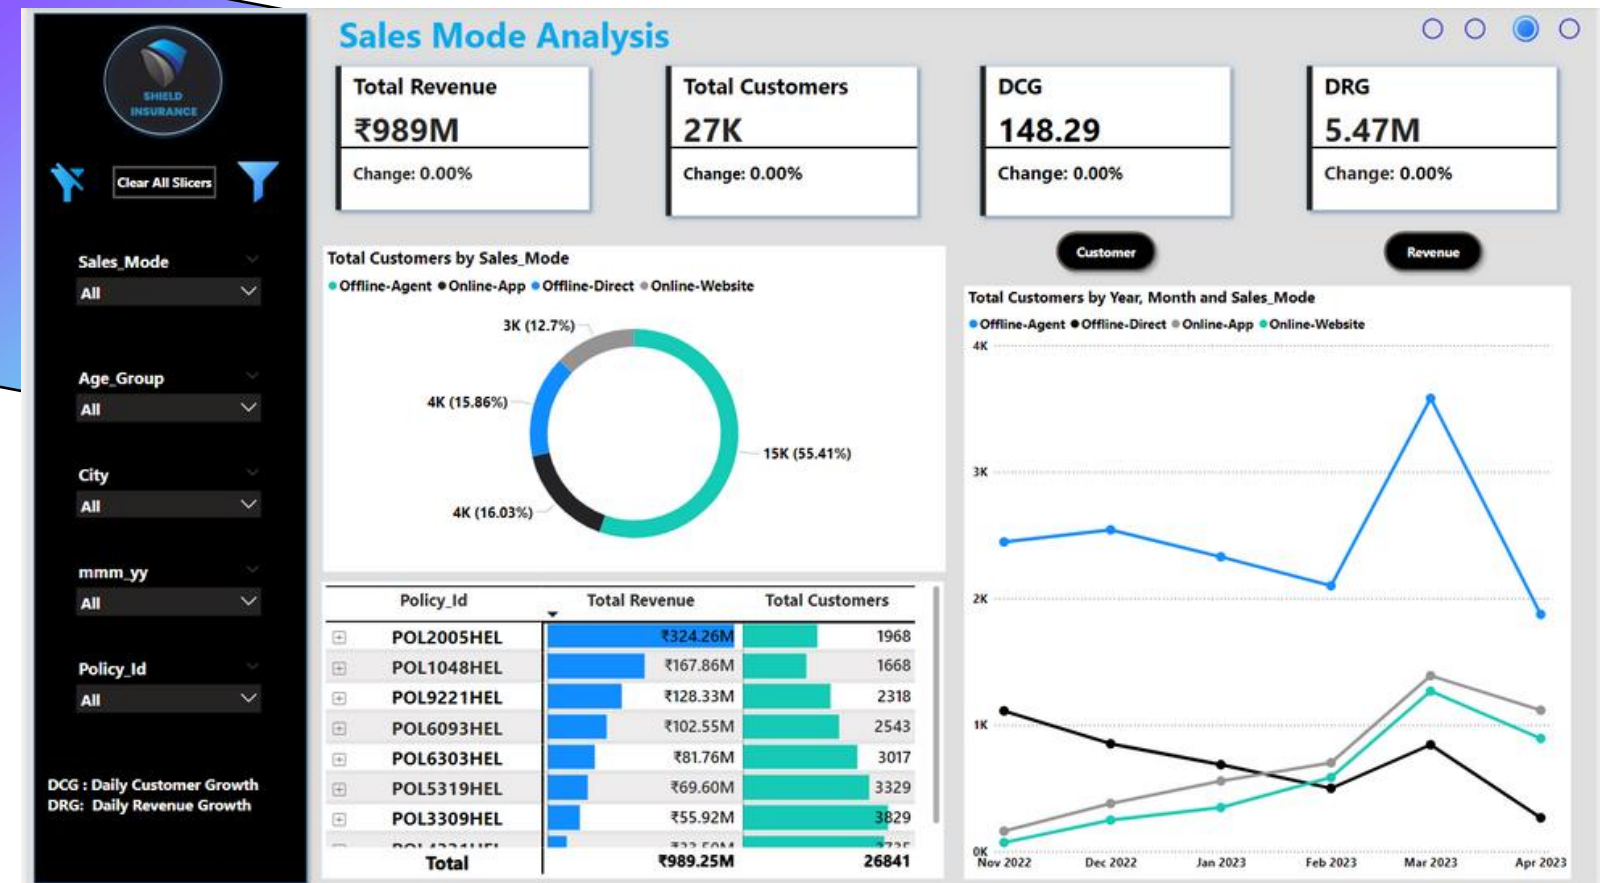 SHIELD
INSURANCE
Clear All Slicers
Sales_Mode
All
Age_Group
All
City
All
mmm_yy
All
Policy_Id
All
DCG : Daily Customer Growth
DRG: Daily Revenue Growth
Sales Mode Analysis
Total Revenue
₹989M
Change: 0.00%
Total Customers
27K
Change: 0.00%
DCG
148.29
Change: 0.00%
DRG
5.47M
Change: 0.00%
Customer
Revenue
Total Customers by Sales_Mode
Offline-Agent Online-App Offline-Direct Online-Website
3K (12.7%)
4K (15.86%)
15K (55.41%)
4K (16.03%)
Policy_Id Total Revenue Total Customers
POL2005HEL ₹324.26M 1968
POL1048HEL ₹167.86M 1668
POL9221HEL ₹128.33M 2318
POL6093HEL ₹102.55M 2543
POL6303HEL ₹81.76M 3017
POL5319HEL ₹69.60M 3329
POL3309HEL ₹55.92M 3829
Total ₹989.25M 26841
Total Customers by Year, Month and Sales_Mode
Offline-Agent Offline-Direct Online-App Online-Website
4K
3K
2K
1K
0K
Nov 2022 Dec 2022 Jan 2023 Feb 2023 Mar 2023 Apr 2023